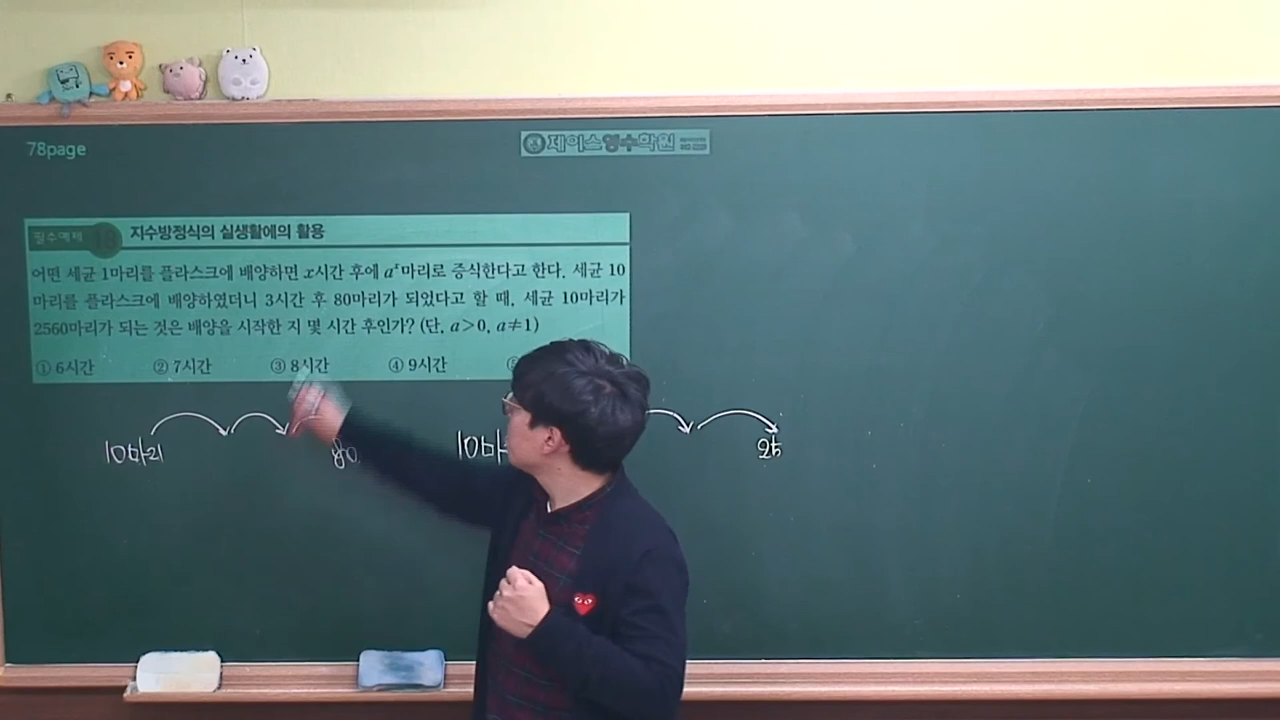 78page
제이스영수학원
필수예제 지수방정식의 실생활에의 활용
어떤 세균 1마리를 플라스크에 배양하면 x시간 후에 aˣ마리로 증식한다고 한다. 세균 10
마리를 플라스크에 배양하였더니 3시간 후 80마리가 되었다고 할 때, 세균 10마리가
2560마리가 되는 것은 배양을 시작한 지 몇 시간 후인가? (단, a>0, a≠1)
① 6시간 ② 7시간 ③ 8시간 ④ 9시간
10마리 80 10마